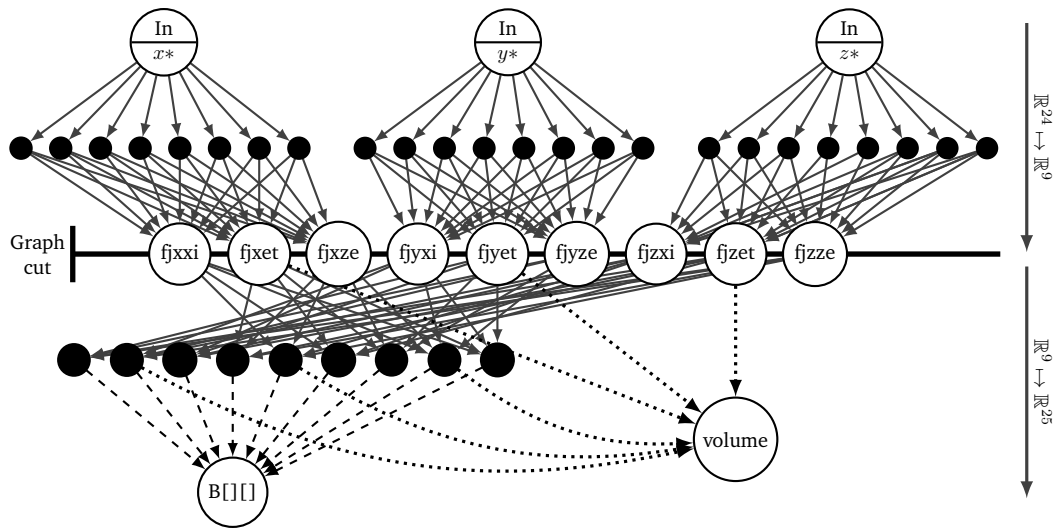 In
x*
In
y*
In
z*
ℝ²⁴ ↦ ℝ⁹
Graph
cut
fjxxi
fjxet
fjxze
fjyxi
fjyet
fjyze
fjzxi
fjzet
fjzze
ℝ⁹ ↦ ℝ²⁵
volume
B[][]